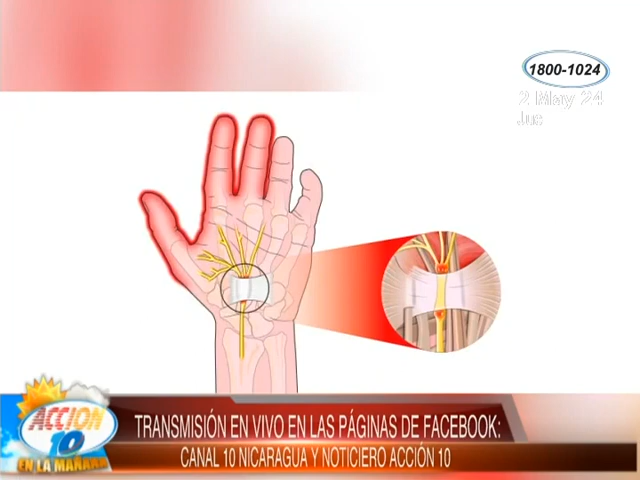 1800-1024
2 May 24
Jue
ACCION
10
EN LA MAÑANA
TRANSMISIÓN EN VIVO EN LAS PÁGINAS DE FACEBOOK:
CANAL 10 NICARAGUA Y NOTICIERO ACCIÓN 10